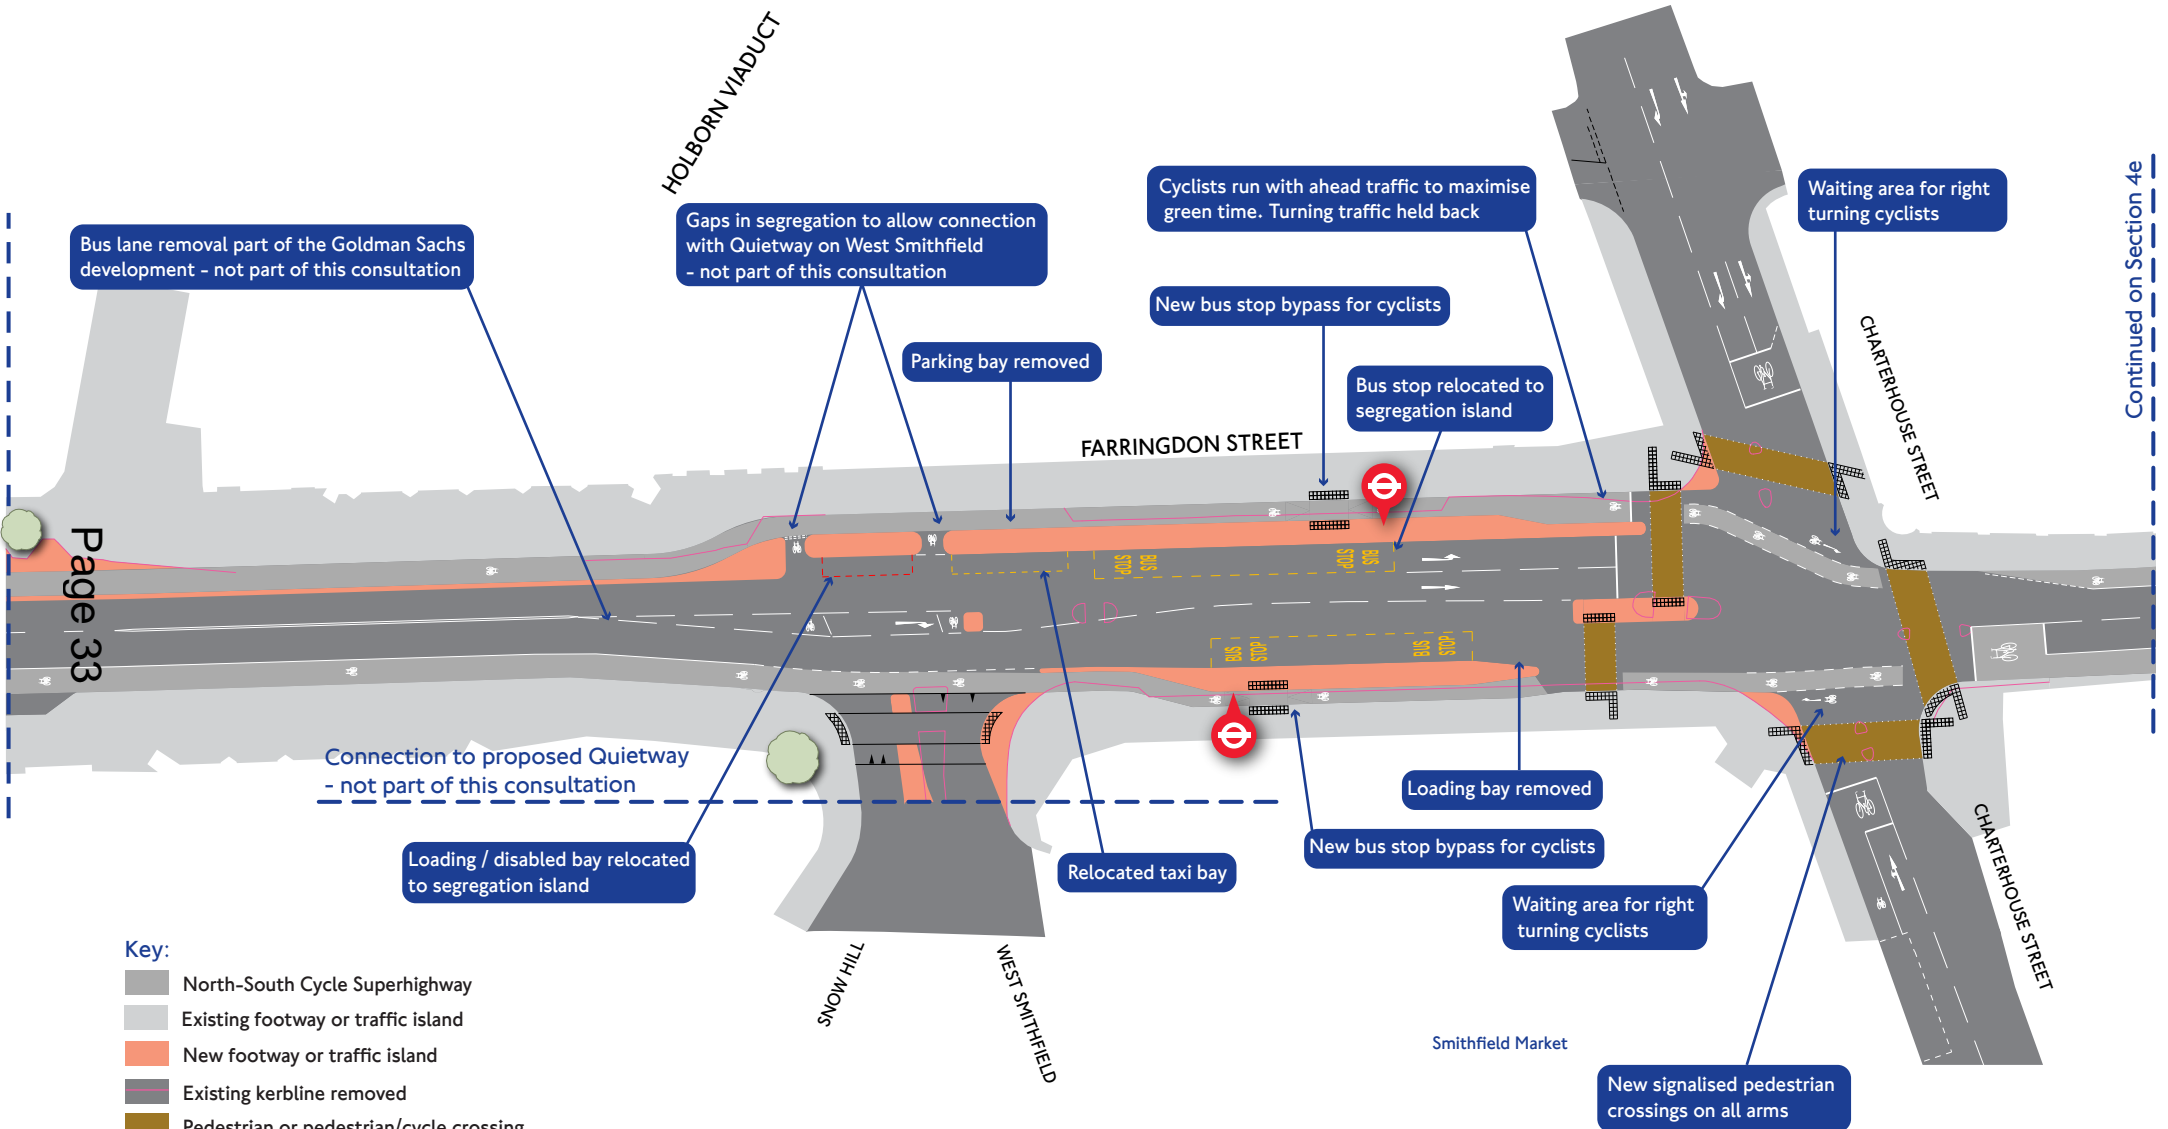 HOLBORN VIADUCT
Bus lane removal part of the Goldman Sachs
development - not part of this consultation
Gaps in segregation to allow connection
with Quietway on West Smithfield
- not part of this consultation
Cyclists run with ahead traffic to maximise
green time. Turning traffic held back
Waiting area for right
turning cyclists
Continued on Section 4e
New bus stop bypass for cyclists
Parking bay removed
Bus stop relocated to
segregation island
CHARTERHOUSE STREET
FARRINGDON STREET
Page 33
BUS
STOP
BUS
STOP
BUS
STOP
BUS
STOP
Connection to proposed Quietway
- not part of this consultation
Loading bay removed
New bus stop bypass for cyclists
Loading / disabled bay relocated
to segregation island
Relocated taxi bay
Waiting area for right
turning cyclists
CHARTERHOUSE STREET
SNOW HILL
WEST SMITHFIELD
Smithfield Market
New signalised pedestrian
crossings on all arms
Key:
North-South Cycle Superhighway
Existing footway or traffic island
New footway or traffic island
Existing kerbline removed
Pedestrian or pedestrian/cycle crossing